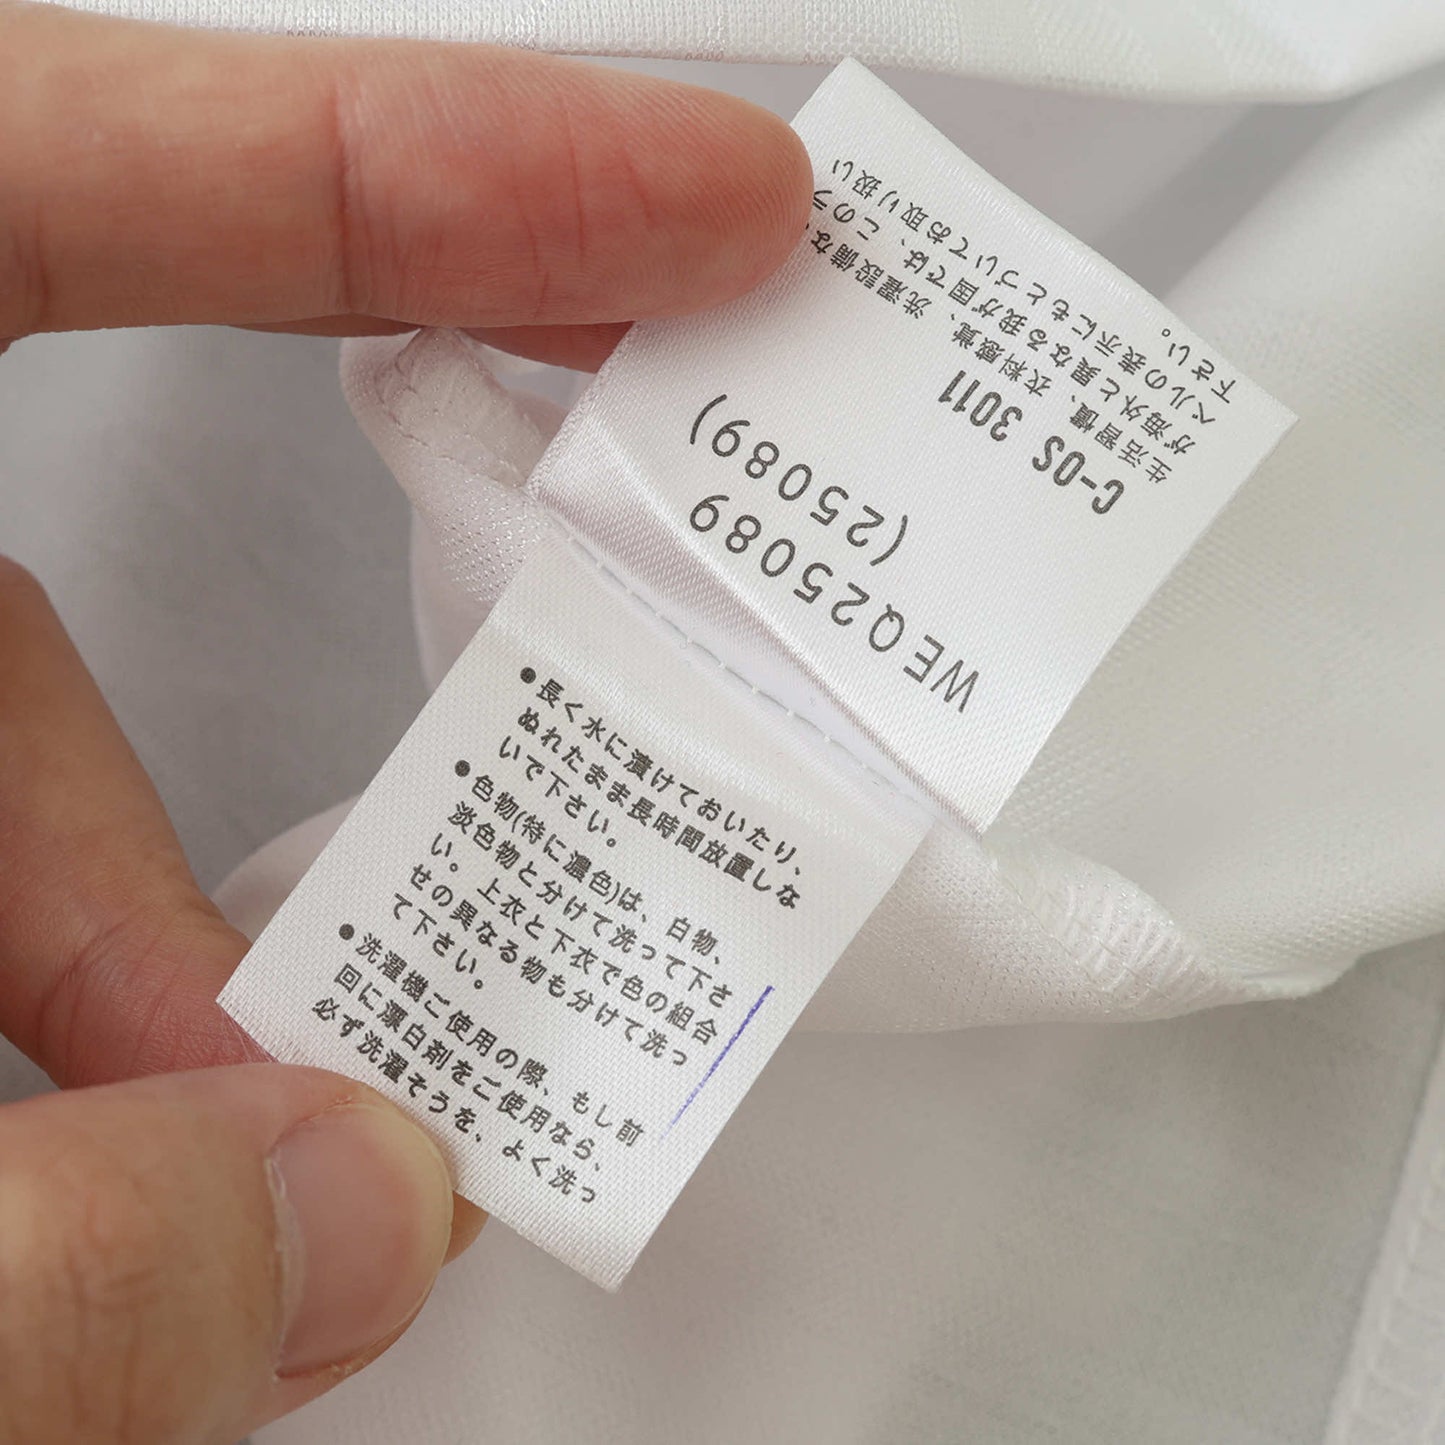 生活習慣、衣料感覚、洗濯設備な
が海外と異なる我が国では、このラ
ベルの表示にもとづいてお取り扱い
下さい。
C-OS 3011
(25089)
WEQ25089
●長く水に漬けておいたり、
ぬれたまま長時間放置しな
いで下さい。
●色物(特に濃色)は、白物、
淡色物と分けて洗って下さ
い。上衣と下衣で色の組合
せの異なる物も分けて洗っ
て下さい。
●洗濯機ご使用の際、もし前
回に漂白剤をご使用なら、
必ず洗濯そうを、よく洗っ